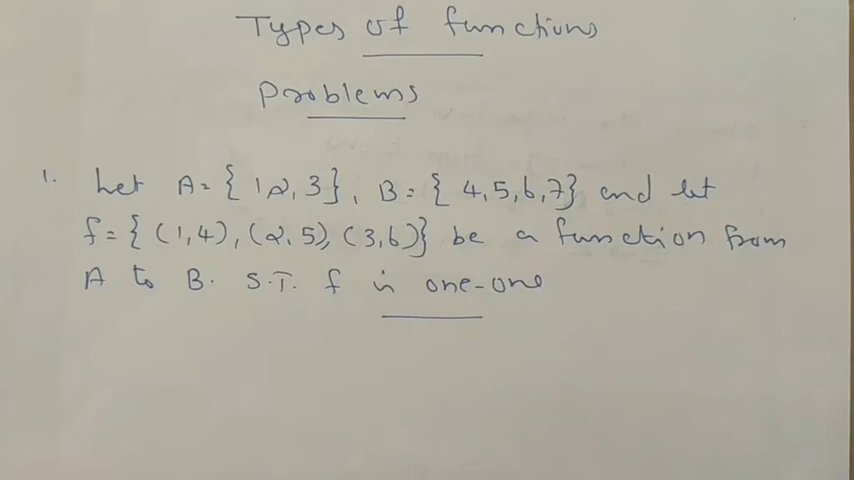 Types of functions
Problems
1. Let A = { 1, 2, 3 }, B = { 4, 5, 6, 7 } and let
f = { (1, 4), (2, 5), (3, 6) } be a function from
A to B. S.T. f is one-one